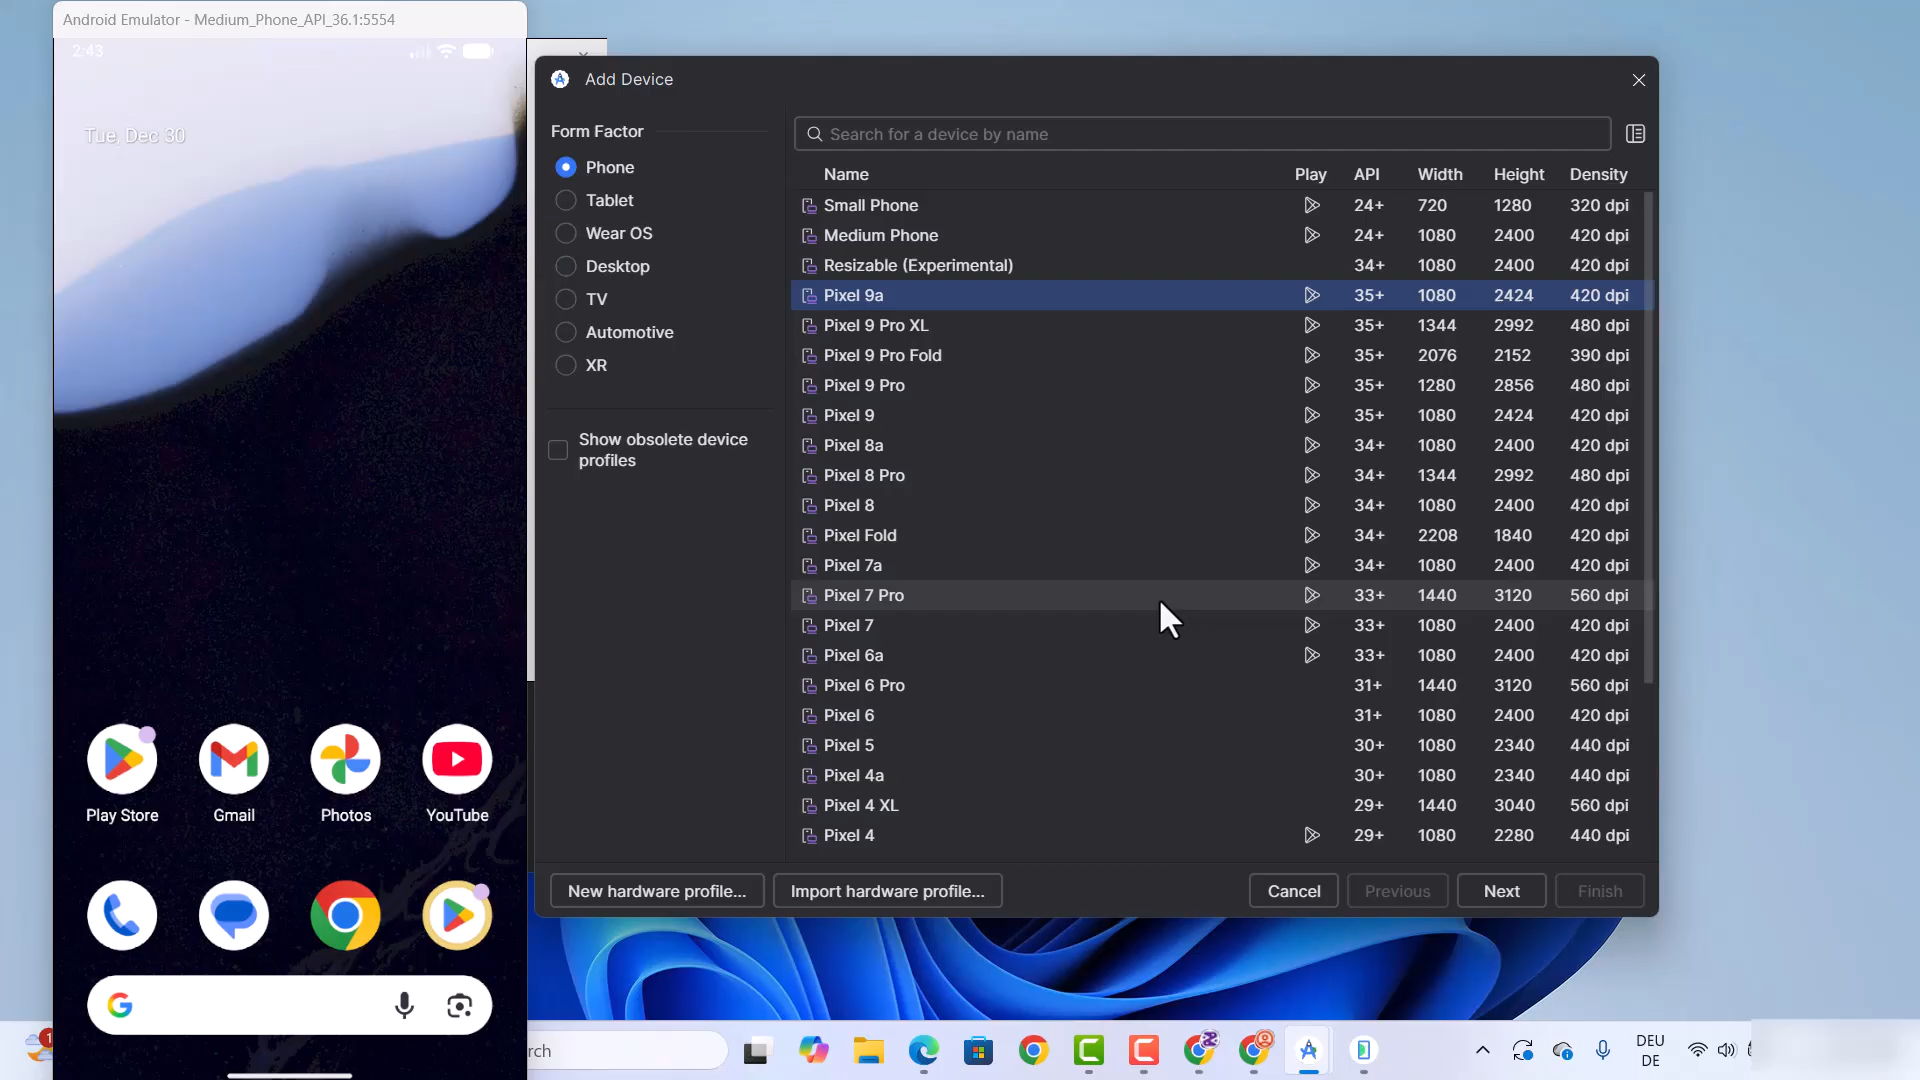 Android Emulator - Medium_Phone_API_36.1:5554
2:43
Tue, Dec 30
Play Store
Gmail
Photos
YouTube
Add Device
Form Factor
Phone
Tablet
Wear OS
Desktop
TV
Automotive
XR
Show obsolete device
profiles
Search for a device by name
Name Play API Width Height Density
Small Phone 24+ 720 1280 320 dpi
Medium Phone 24+ 1080 2400 420 dpi
Resizable (Experimental) 34+ 1080 2400 420 dpi
Pixel 9a 35+ 1080 2424 420 dpi
Pixel 9 Pro XL 35+ 1344 2992 480 dpi
Pixel 9 Pro Fold 35+ 2076 2152 390 dpi
Pixel 9 Pro 35+ 1280 2856 480 dpi
Pixel 9 35+ 1080 2424 420 dpi
Pixel 8a 34+ 1080 2400 420 dpi
Pixel 8 Pro 34+ 1344 2992 480 dpi
Pixel 8 34+ 1080 2400 420 dpi
Pixel Fold 34+ 2208 1840 420 dpi
Pixel 7a 34+ 1080 2400 420 dpi
Pixel 7 Pro 33+ 1440 3120 560 dpi
Pixel 7 33+ 1080 2400 420 dpi
Pixel 6a 33+ 1080 2400 420 dpi
Pixel 6 Pro 31+ 1440 3120 560 dpi
Pixel 6 31+ 1080 2400 420 dpi
Pixel 5 30+ 1080 2340 440 dpi
Pixel 4a 30+ 1080 2340 440 dpi
Pixel 4 XL 29+ 1440 3040 560 dpi
Pixel 4 29+ 1080 2280 440 dpi
New hardware profile... Import hardware profile... Cancel Previous Next Finish
1
rch
DEU
DE